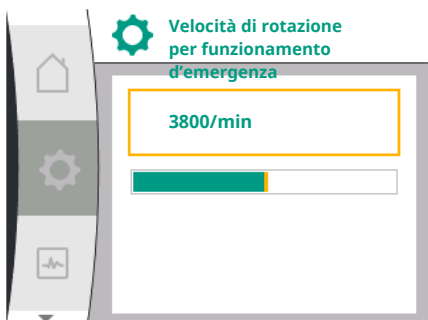 Velocità di rotazione
per funzionamento
d’emergenza
3800/min